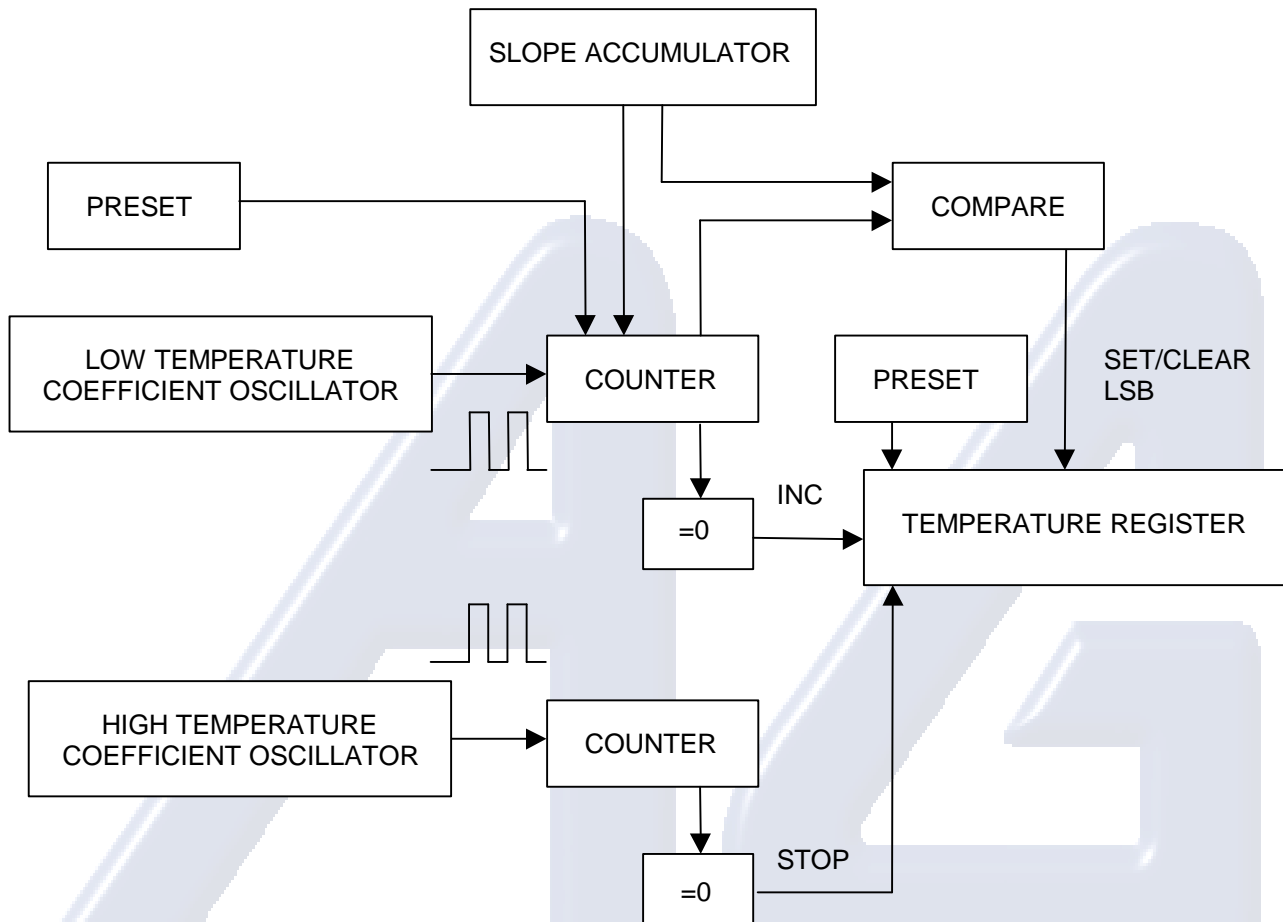 SLOPE ACCUMULATOR
PRESET
COMPARE
LOW TEMPERATURE
COEFFICIENT OSCILLATOR
COUNTER
PRESET
SET/CLEAR
LSB
=0
INC
TEMPERATURE REGISTER
HIGH TEMPERATURE
COEFFICIENT OSCILLATOR
COUNTER
=0
STOP